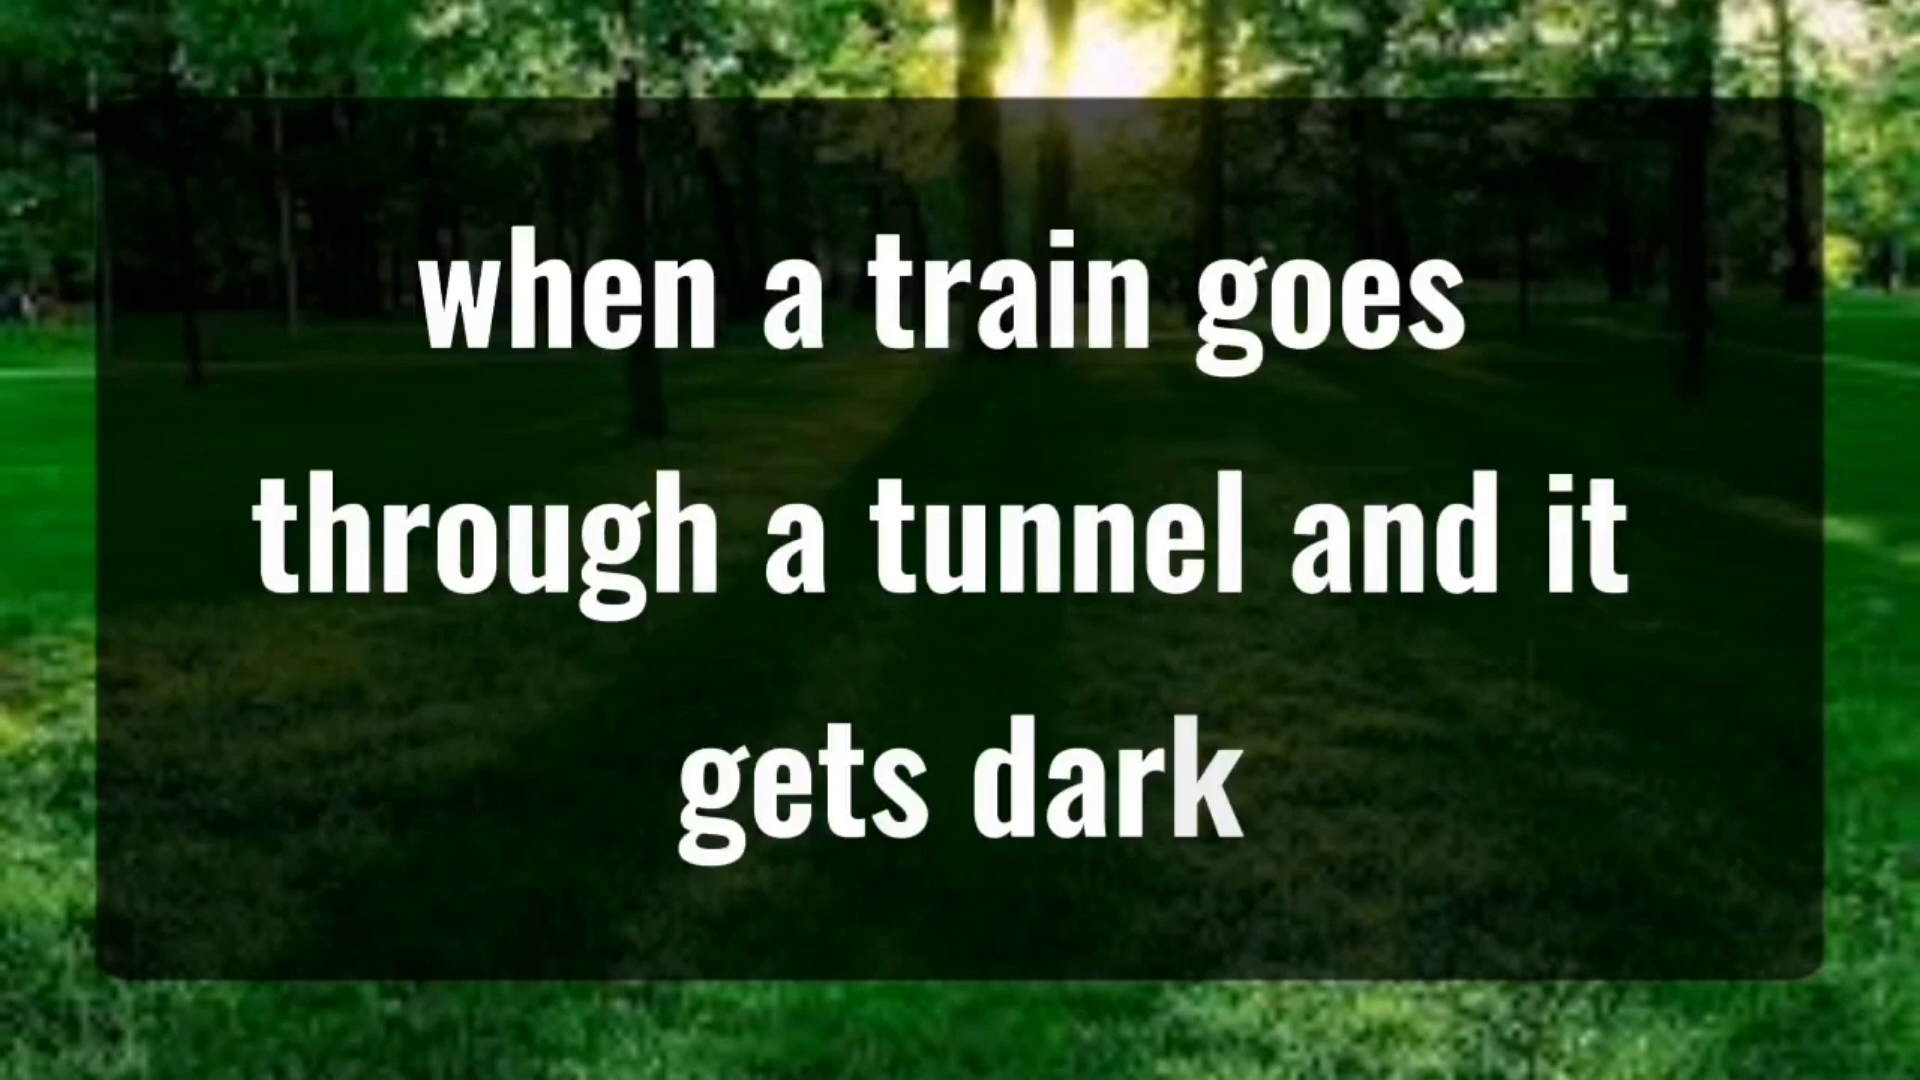 when a train goes
through a tunnel and it
gets dark